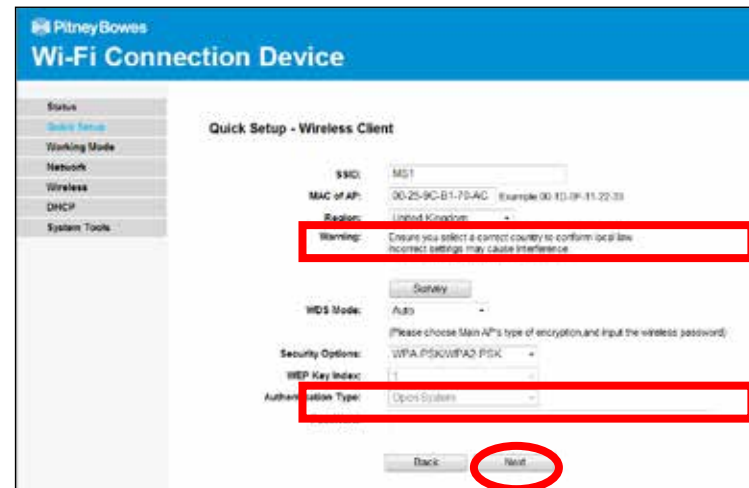 Pitney Bowes
Wi-Fi Connection Device
Status
Quick Setup
Working Mode
Network
Wireless
DHCP
System Tools
Quick Setup - Wireless Client
SSID: MS1
MAC of AP: 00-25-9C-B1-70-AC Example:00-1D-0F-11-22-33
Region: United Kingdom
Warning: Ensure you select a correct country to conform local law.
Incorrect settings may cause interference.
Survey
WDS Mode: Auto
(Please choose Main AP's type of encryption,and input the wireless password)
Security Options: WPA-PSK/WPA2-PSK
WEP Key Index: 1
Authentication Type: Open System
Back Next